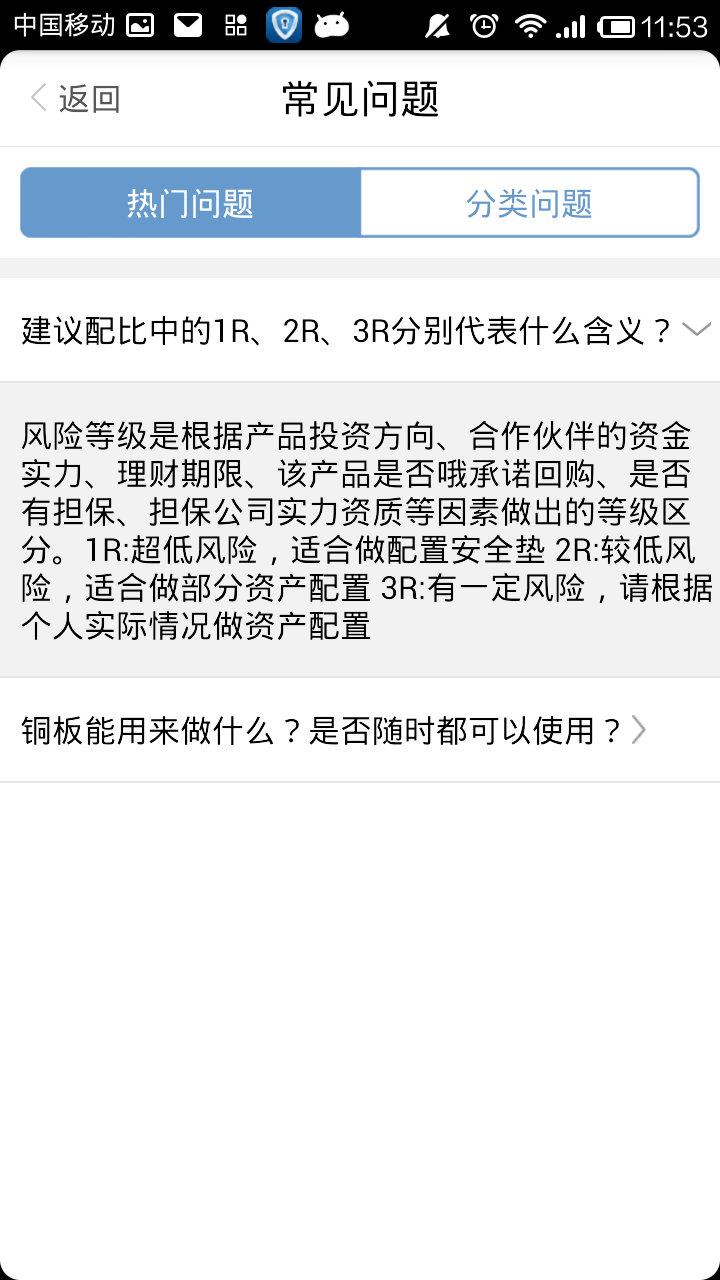 中国移动 11:53
返回 常见问题
热门问题 分类问题
建议配比中的1R、2R、3R分别代表什么含义？
风险等级是根据产品投资方向、合作伙伴的资金
实力、理财期限、该产品是否哦承诺回购、是否
有担保、担保公司实力资质等因素做出的等级区
分。1R:超低风险，适合做配置安全垫 2R:较低风
险，适合做部分资产配置 3R:有一定风险，请根据
个人实际情况做资产配置
铜板能用来做什么？是否随时都可以使用？